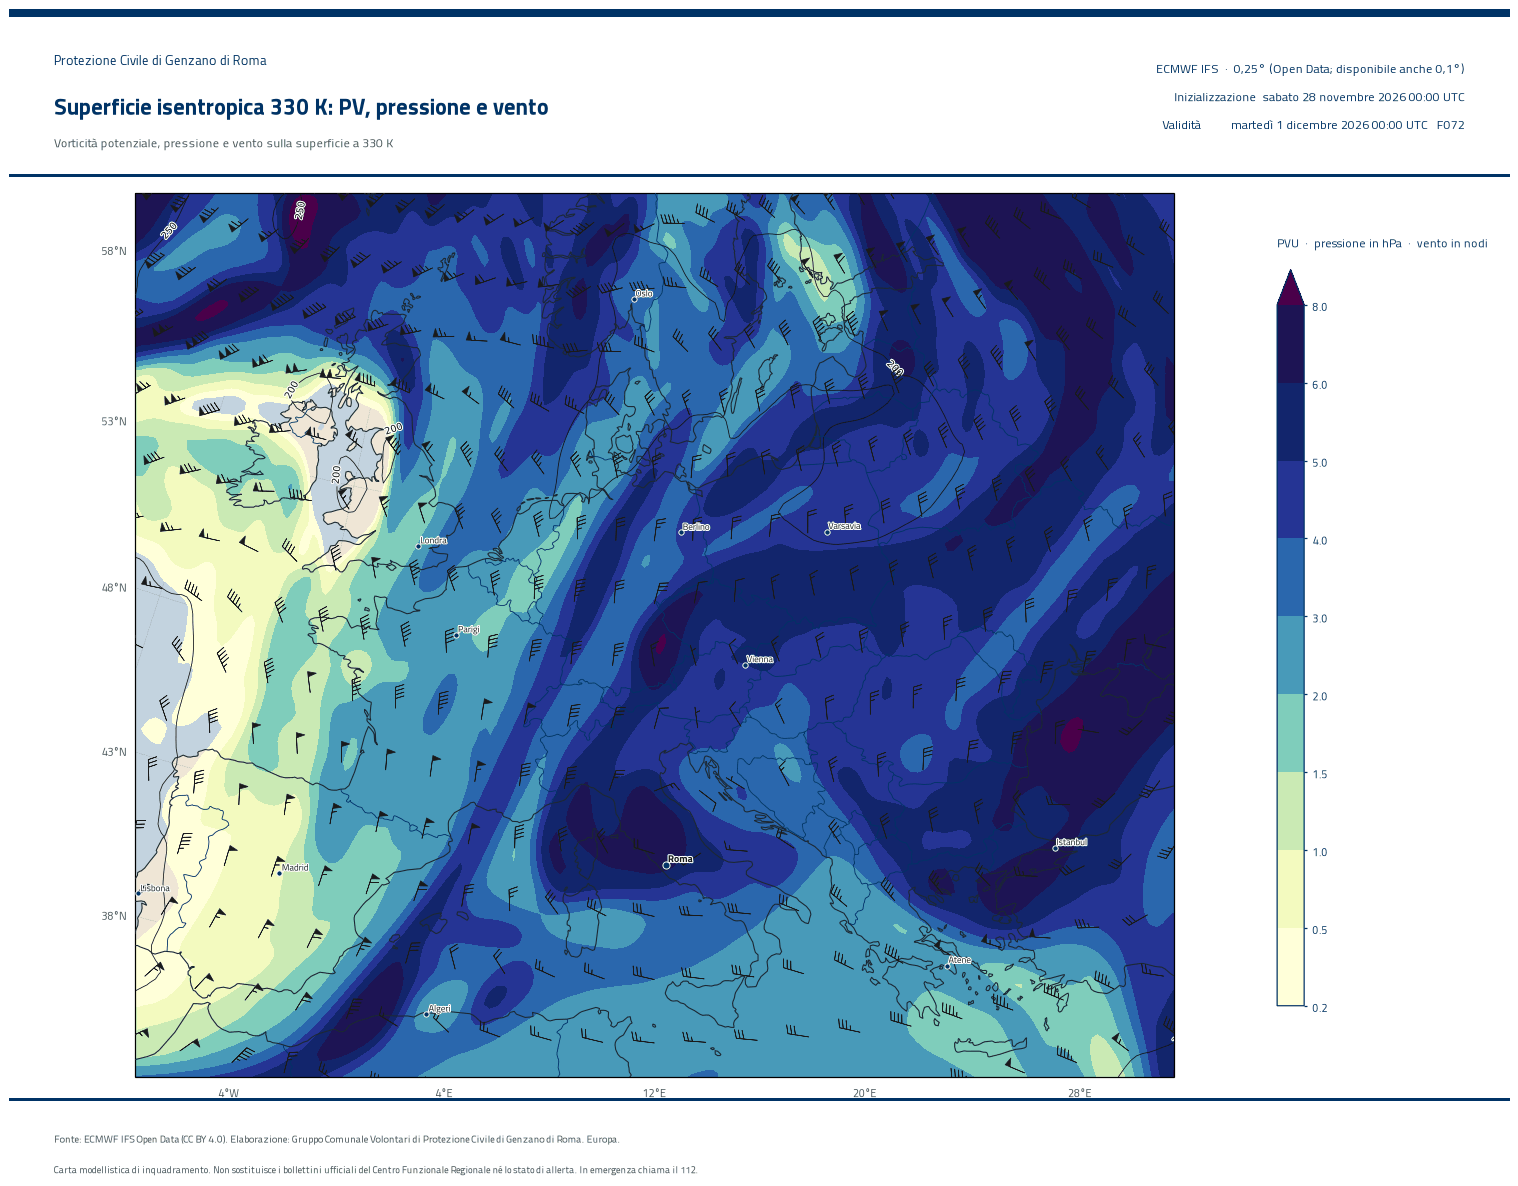 Protezione Civile di Genzano di Roma
Superficie isentropica 330 K: PV, pressione e vento
Vorticità potenziale, pressione e vento sulla superficie a 330 K
ECMWF IFS · 0,25° (Open Data; disponibile anche 0,1°)
Inizializzazione sabato 28 novembre 2026 00:00 UTC
Validità martedì 1 dicembre 2026 00:00 UTC F072
PVU · pressione in hPa · vento in nodi
8.0
6.0
5.0
4.0
3.0
2.0
1.5
1.0
0.5
0.2
58°N
53°N
48°N
43°N
38°N
4°W
4°E
12°E
20°E
28°E
250
250
200
200
200
200
Oslo
Londra
Berlino
Varsavia
Parigi
Vienna
Madrid
Lisbona
Roma
Istanbul
Atene
Algeri
Fonte: ECMWF IFS Open Data (CC BY 4.0). Elaborazione: Gruppo Comunale Volontari di Protezione Civile di Genzano di Roma. Europa.
Carta modellistica di inquadramento. Non sostituisce i bollettini ufficiali del Centro Funzionale Regionale né lo stato di allerta. In emergenza chiama il 112.